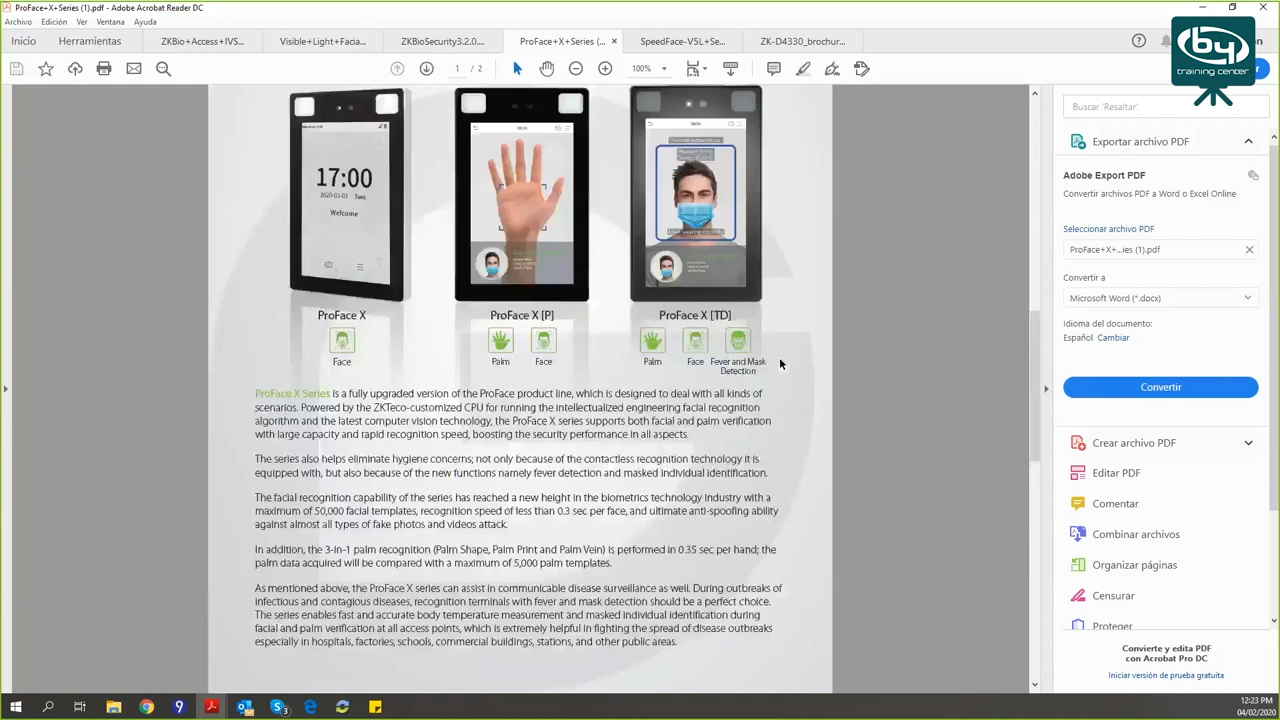 ProFace+X+Series (1).pdf - Adobe Acrobat Reader DC
Archivo Edición Ver Ventana Ayuda
Inicio Herramientas ZKBio+Access+IVS... Visible+Light+Facia... ZKBioSecurity3.2.0.... ProFace+X+Series (... SpeedFace-V5L+Se... ZK-D4330_brochur...
by
training center
1 / 2 100%
Buscar 'Resaltar'
Exportar archivo PDF
Adobe Export PDF
Convertir archivos PDF a Word o Excel Online
Seleccionar archivo PDF
ProFace+X+...ies (1).pdf
Convertir a
Microsoft Word (*.docx)
Idioma del documento:
Español Cambiar
Convertir
Crear archivo PDF
Editar PDF
Comentar
Combinar archivos
Organizar páginas
Censurar
Proteger
Convierte y edita PDF
con Acrobat Pro DC
Iniciar versión de prueba gratuita
17:00
2020-03-03 Tues.
Welcome
ProFace X ProFace X [P] ProFace X [TD]
Face Palm Face Palm Face Fever and Mask
Detection
ProFace X Series is a fully upgraded version of the ProFace product line, which is designed to deal with all kinds of
scenarios. Powered by the ZKTeco-customized CPU for running the intellectualized engineering facial recognition
algorithm and the latest computer vision technology, the ProFace X series supports both facial and palm verification
with large capacity and rapid recognition speed, boosting the security performance in all aspects.
The series also helps eliminate hygiene concerns; not only because of the contactless recognition technology it is
equipped with, but also because of the new functions namely fever detection and masked individual identification.
The facial recognition capability of the series has reached a new height in the biometrics technology industry with a
maximum of 50,000 facial templates, recognition speed of less than 0.3 sec per face, and ultimate anti-spoofing ability
against almost all types of fake photos and videos attack.
In addition, the 3-in-1 palm recognition (Palm Shape, Palm Print and Palm Vein) is performed in 0.35 sec per hand; the
palm data acquired will be compared with a maximum of 5,000 palm templates.
As mentioned above, the ProFace X series can assist in communicable disease surveillance as well. During outbreaks of
infectious and contagious diseases, recognition terminals with fever and mask detection should be a perfect choice.
The series enables fast and accurate body temperature measurement and masked individual identification during
facial and palm verification at all access points, which is extremely helpful in fighting the spread of disease outbreaks
especially in hospitals, factories, schools, commercial buildings, stations, and other public areas.
12:23 PM
04/02/2020